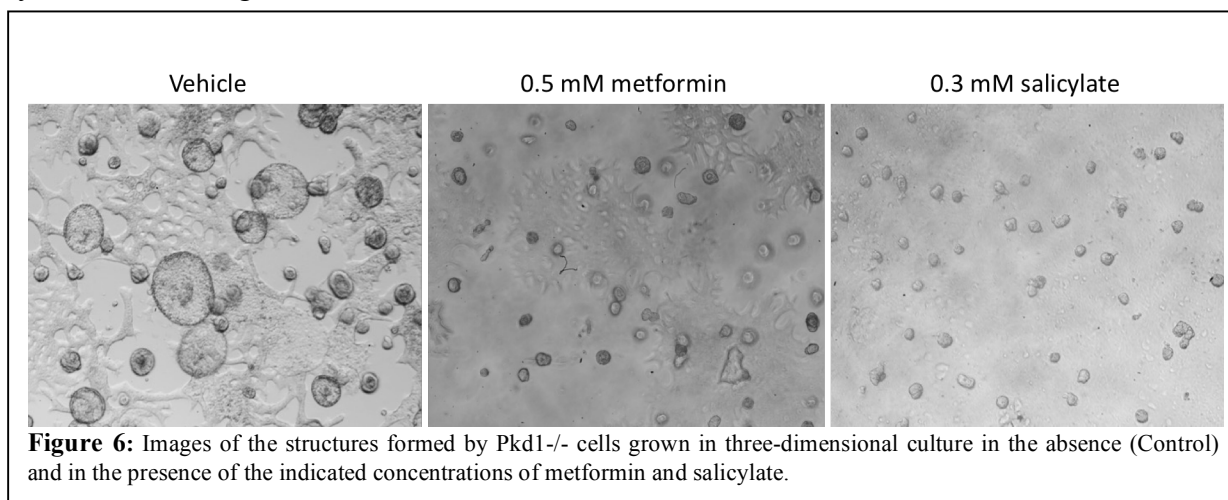 Vehicle
0.5 mM metformin
0.3 mM salicylate
Figure 6: Images of the structures formed by Pkd1-/- cells grown in three-dimensional culture in the absence (Control)
and in the presence of the indicated concentrations of metformin and salicylate.